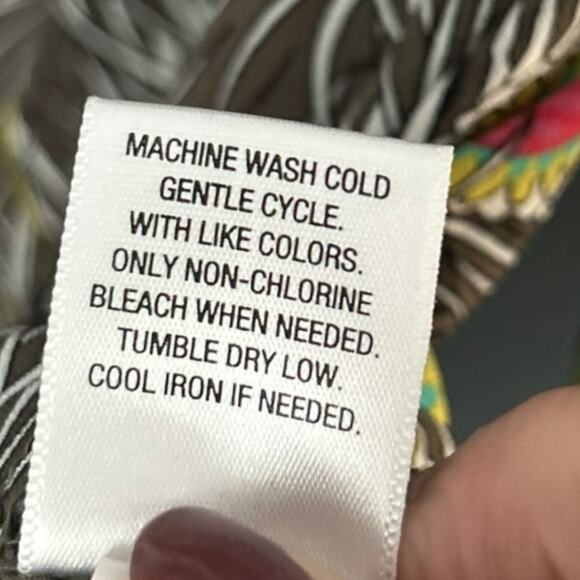 MACHINE WASH COLD
GENTLE CYCLE.
WITH LIKE COLORS.
ONLY NON-CHLORINE
BLEACH WHEN NEEDED.
TUMBLE DRY LOW.
COOL IRON IF NEEDED.